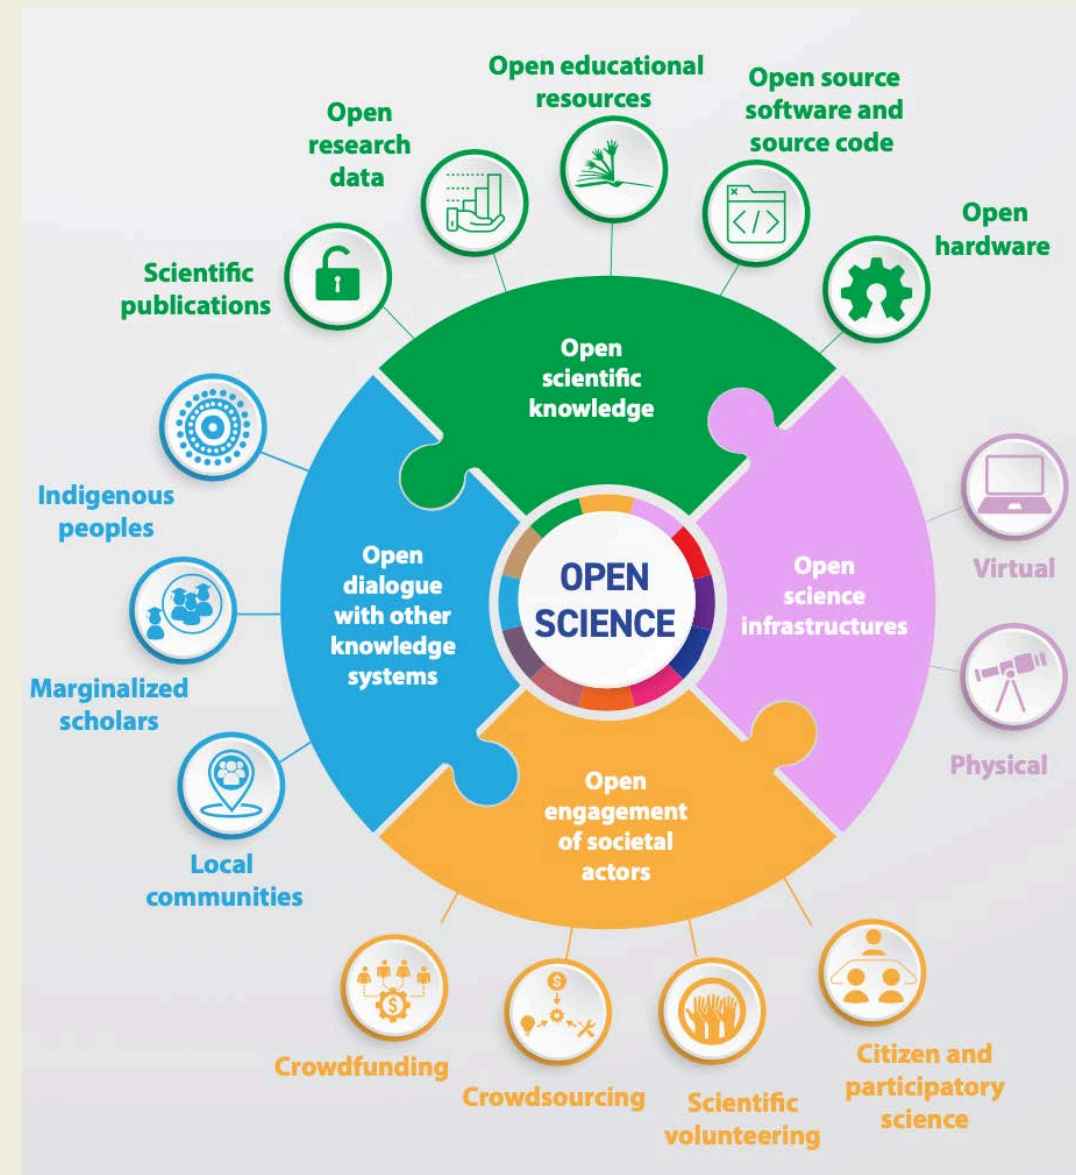 Open educational
resources
Open source
software and
source code
Open
research
data
Open
hardware
Scientific
publications
Open
scientific
knowledge
Indigenous
peoples
Open
dialogue
with other
knowledge
systems
OPEN
SCIENCE
Open
science
infrastructures
Virtual
Marginalized
scholars
Physical
Open
engagement
of societal
actors
Local
communities
Crowdfunding
Crowdsourcing
Scientific
volunteering
Citizen and
participatory
science